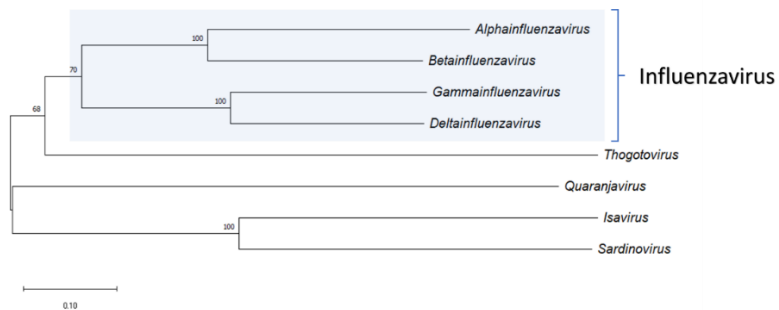 Alphainfluenzavirus
100
Betainfluenzavirus
70
Influenzavirus
Gammainfluenzavirus
100
68
Deltainfluenzavirus
Thogotovirus
Quaranjavirus
Isavirus
100
Sardinovirus
0.10